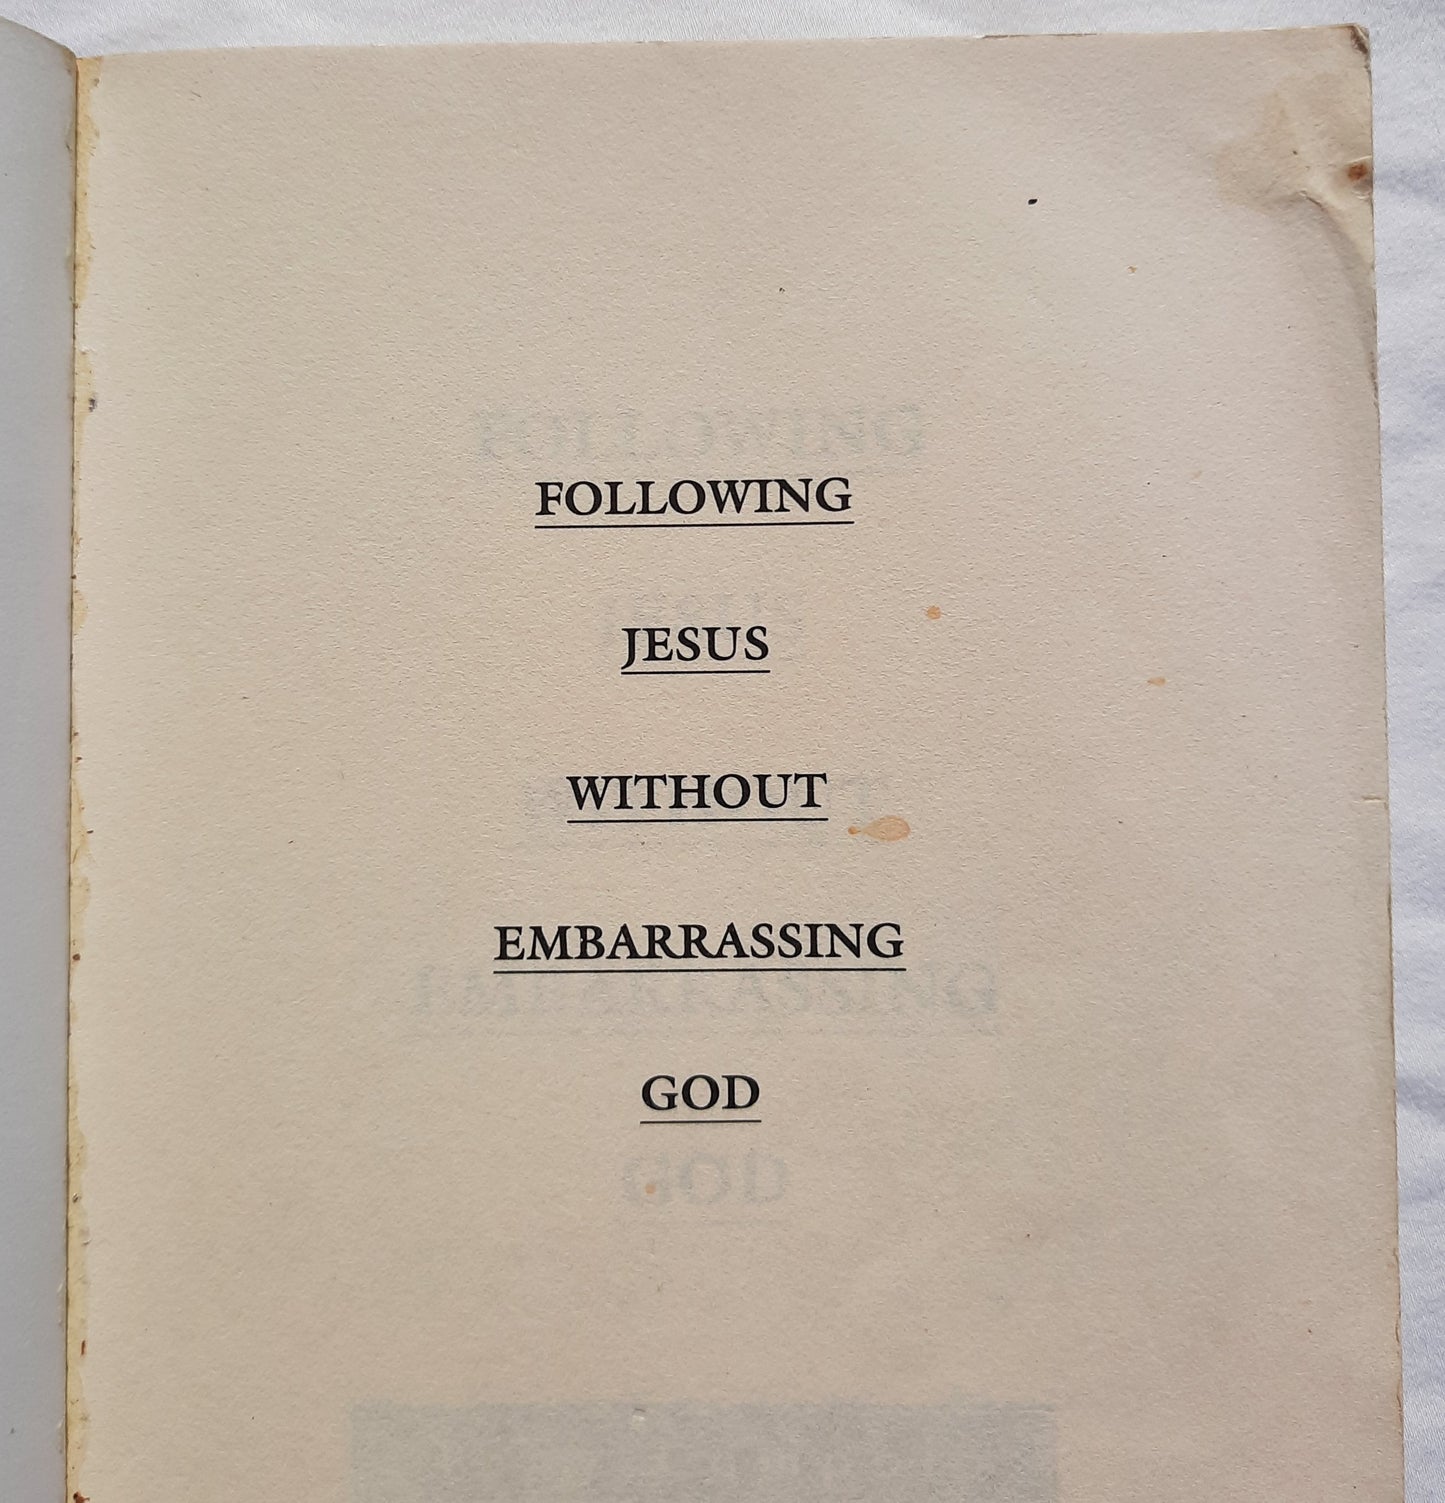 FOLLOWING
JESUS
WITHOUT
EMBARRASSING
GOD